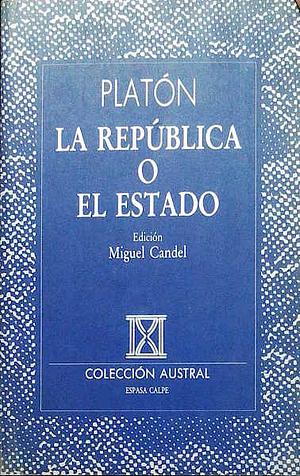 PLATÓN
LA REPÚBLICA
O
EL ESTADO
Edición
Miguel Candel
COLECCIÓN AUSTRAL
ESPASA CALPE